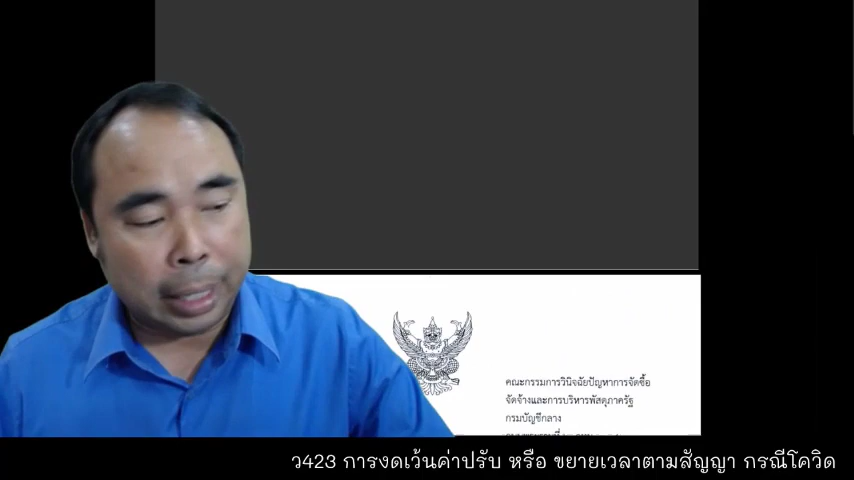 คณะกรรมการวินิจฉัยปัญหาการจัดซื้อ
จัดจ้างและการบริหารพัสดุภาครัฐ
กรมบัญชีกลาง
ว423 การงดเว้นค่าปรับ หรือ ขยายเวลาตามสัญญา กรณีโควิด